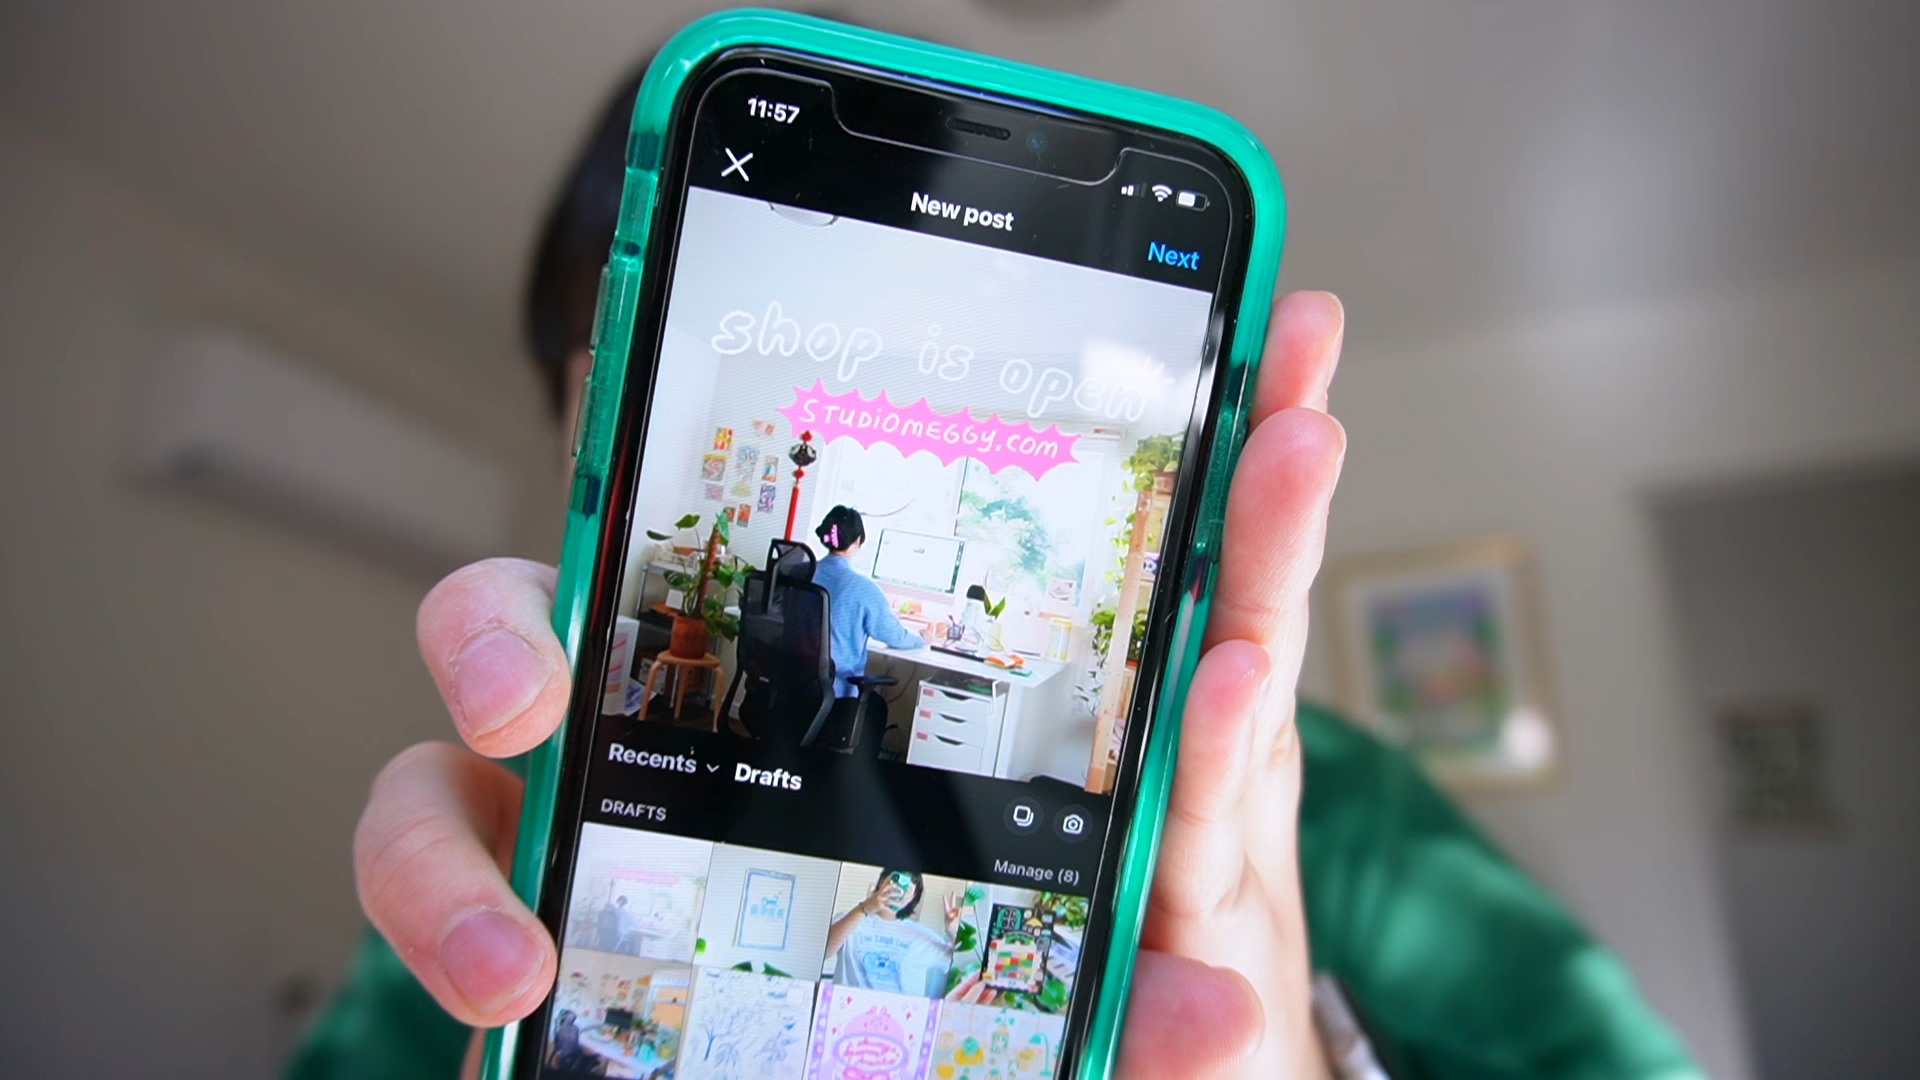 11:57
New post
Next
shop is open
STUDIOMEGGY.COM
Recents
Drafts
DRAFTS
Manage (8)